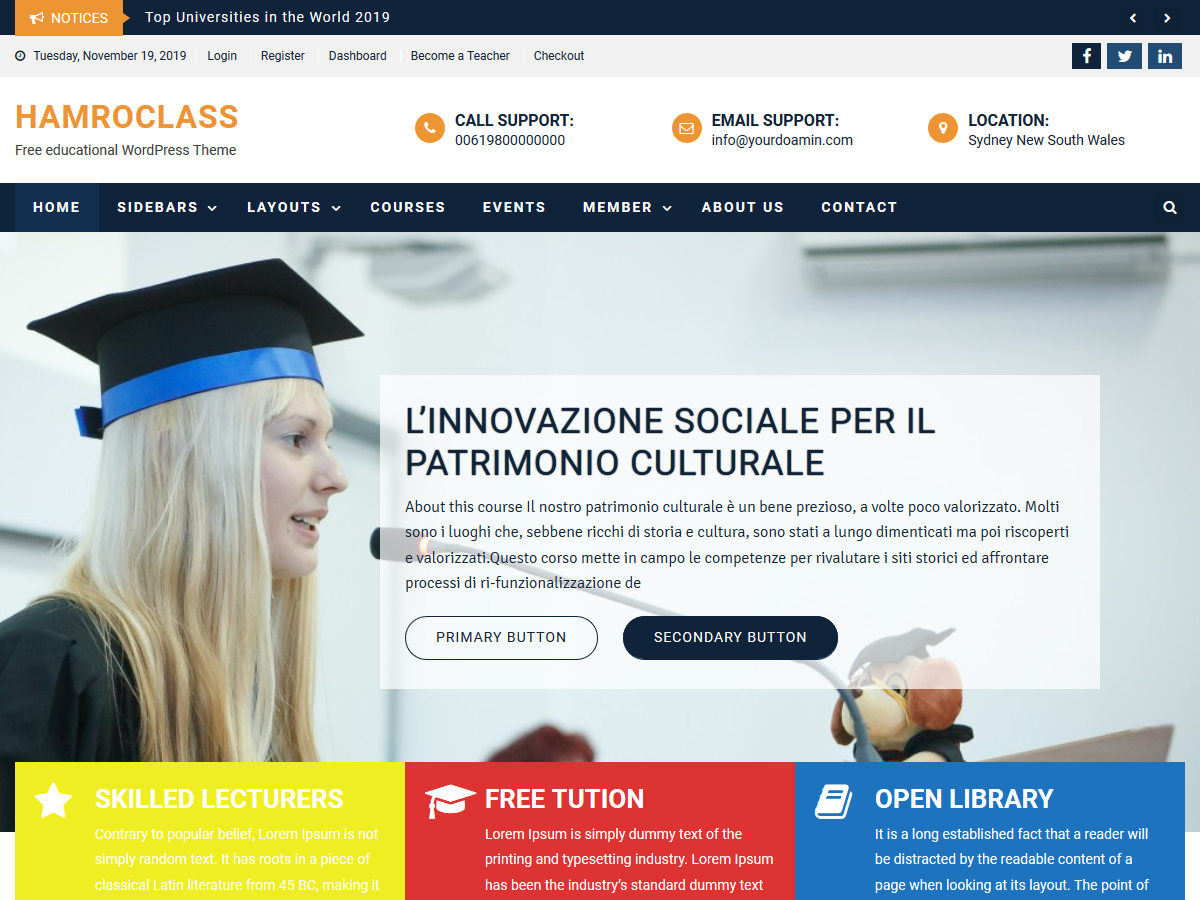 NOTICES
Top Universities in the World 2019
Tuesday, November 19, 2019
Login
Register
Dashboard
Become a Teacher
Checkout
HAMROCLASS
Free educational WordPress Theme
CALL SUPPORT:
00619800000000
EMAIL SUPPORT:
info@yourdoamin.com
LOCATION:
Sydney New South Wales
HOME
SIDEBARS
LAYOUTS
COURSES
EVENTS
MEMBER
ABOUT US
CONTACT
L’INNOVAZIONE SOCIALE PER IL
PATRIMONIO CULTURALE
About this course Il nostro patrimonio culturale è un bene prezioso, a volte poco valorizzato. Molti
sono i luoghi che, sebbene ricchi di storia e cultura, sono stati a lungo dimenticati ma poi riscoperti
e valorizzati.Questo corso mette in campo le competenze per rivalutare i siti storici ed affrontare
processi di ri-funzionalizzazione de
PRIMARY BUTTON
SECONDARY BUTTON
SKILLED LECTURERS
Contrary to popular belief, Lorem Ipsum is not
simply random text. It has roots in a piece of
classical Latin literature from 45 BC, making it
FREE TUTION
Lorem Ipsum is simply dummy text of the
printing and typesetting industry. Lorem Ipsum
has been the industry’s standard dummy text
OPEN LIBRARY
It is a long established fact that a reader will
be distracted by the readable content of a
page when looking at its layout. The point of